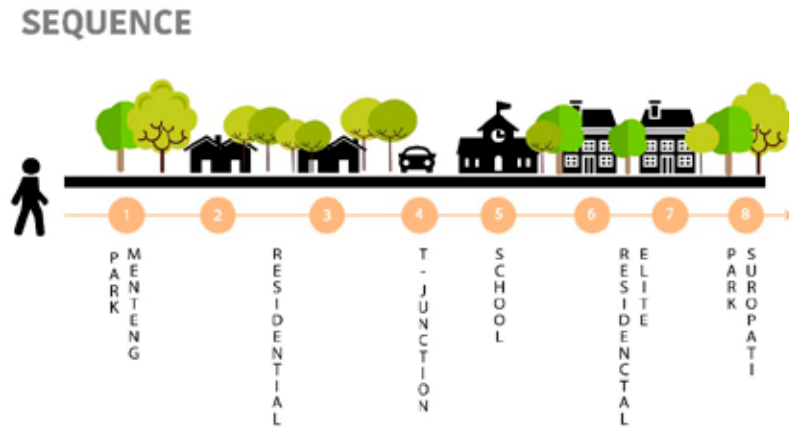 SEQUENCE
1 2 3 4 5 6 7 8
PARK
MENTENG
RESIDENTIAL
T - JUNCTION
SCHOOL
RESIDENCTAL
ELITE
PARK
SUROPATI